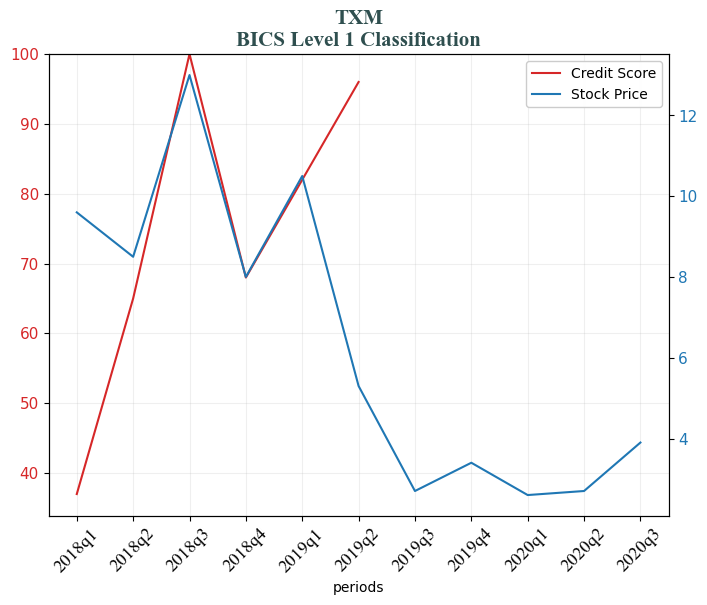 TXM
BICS Level 1 Classification
Credit Score
Stock Price
100
90
80
70
60
50
40
12
10
8
6
4
2018q1
2018q2
2018q3
2018q4
2019q1
2019q2
2019q3
2019q4
2020q1
2020q2
2020q3
periods